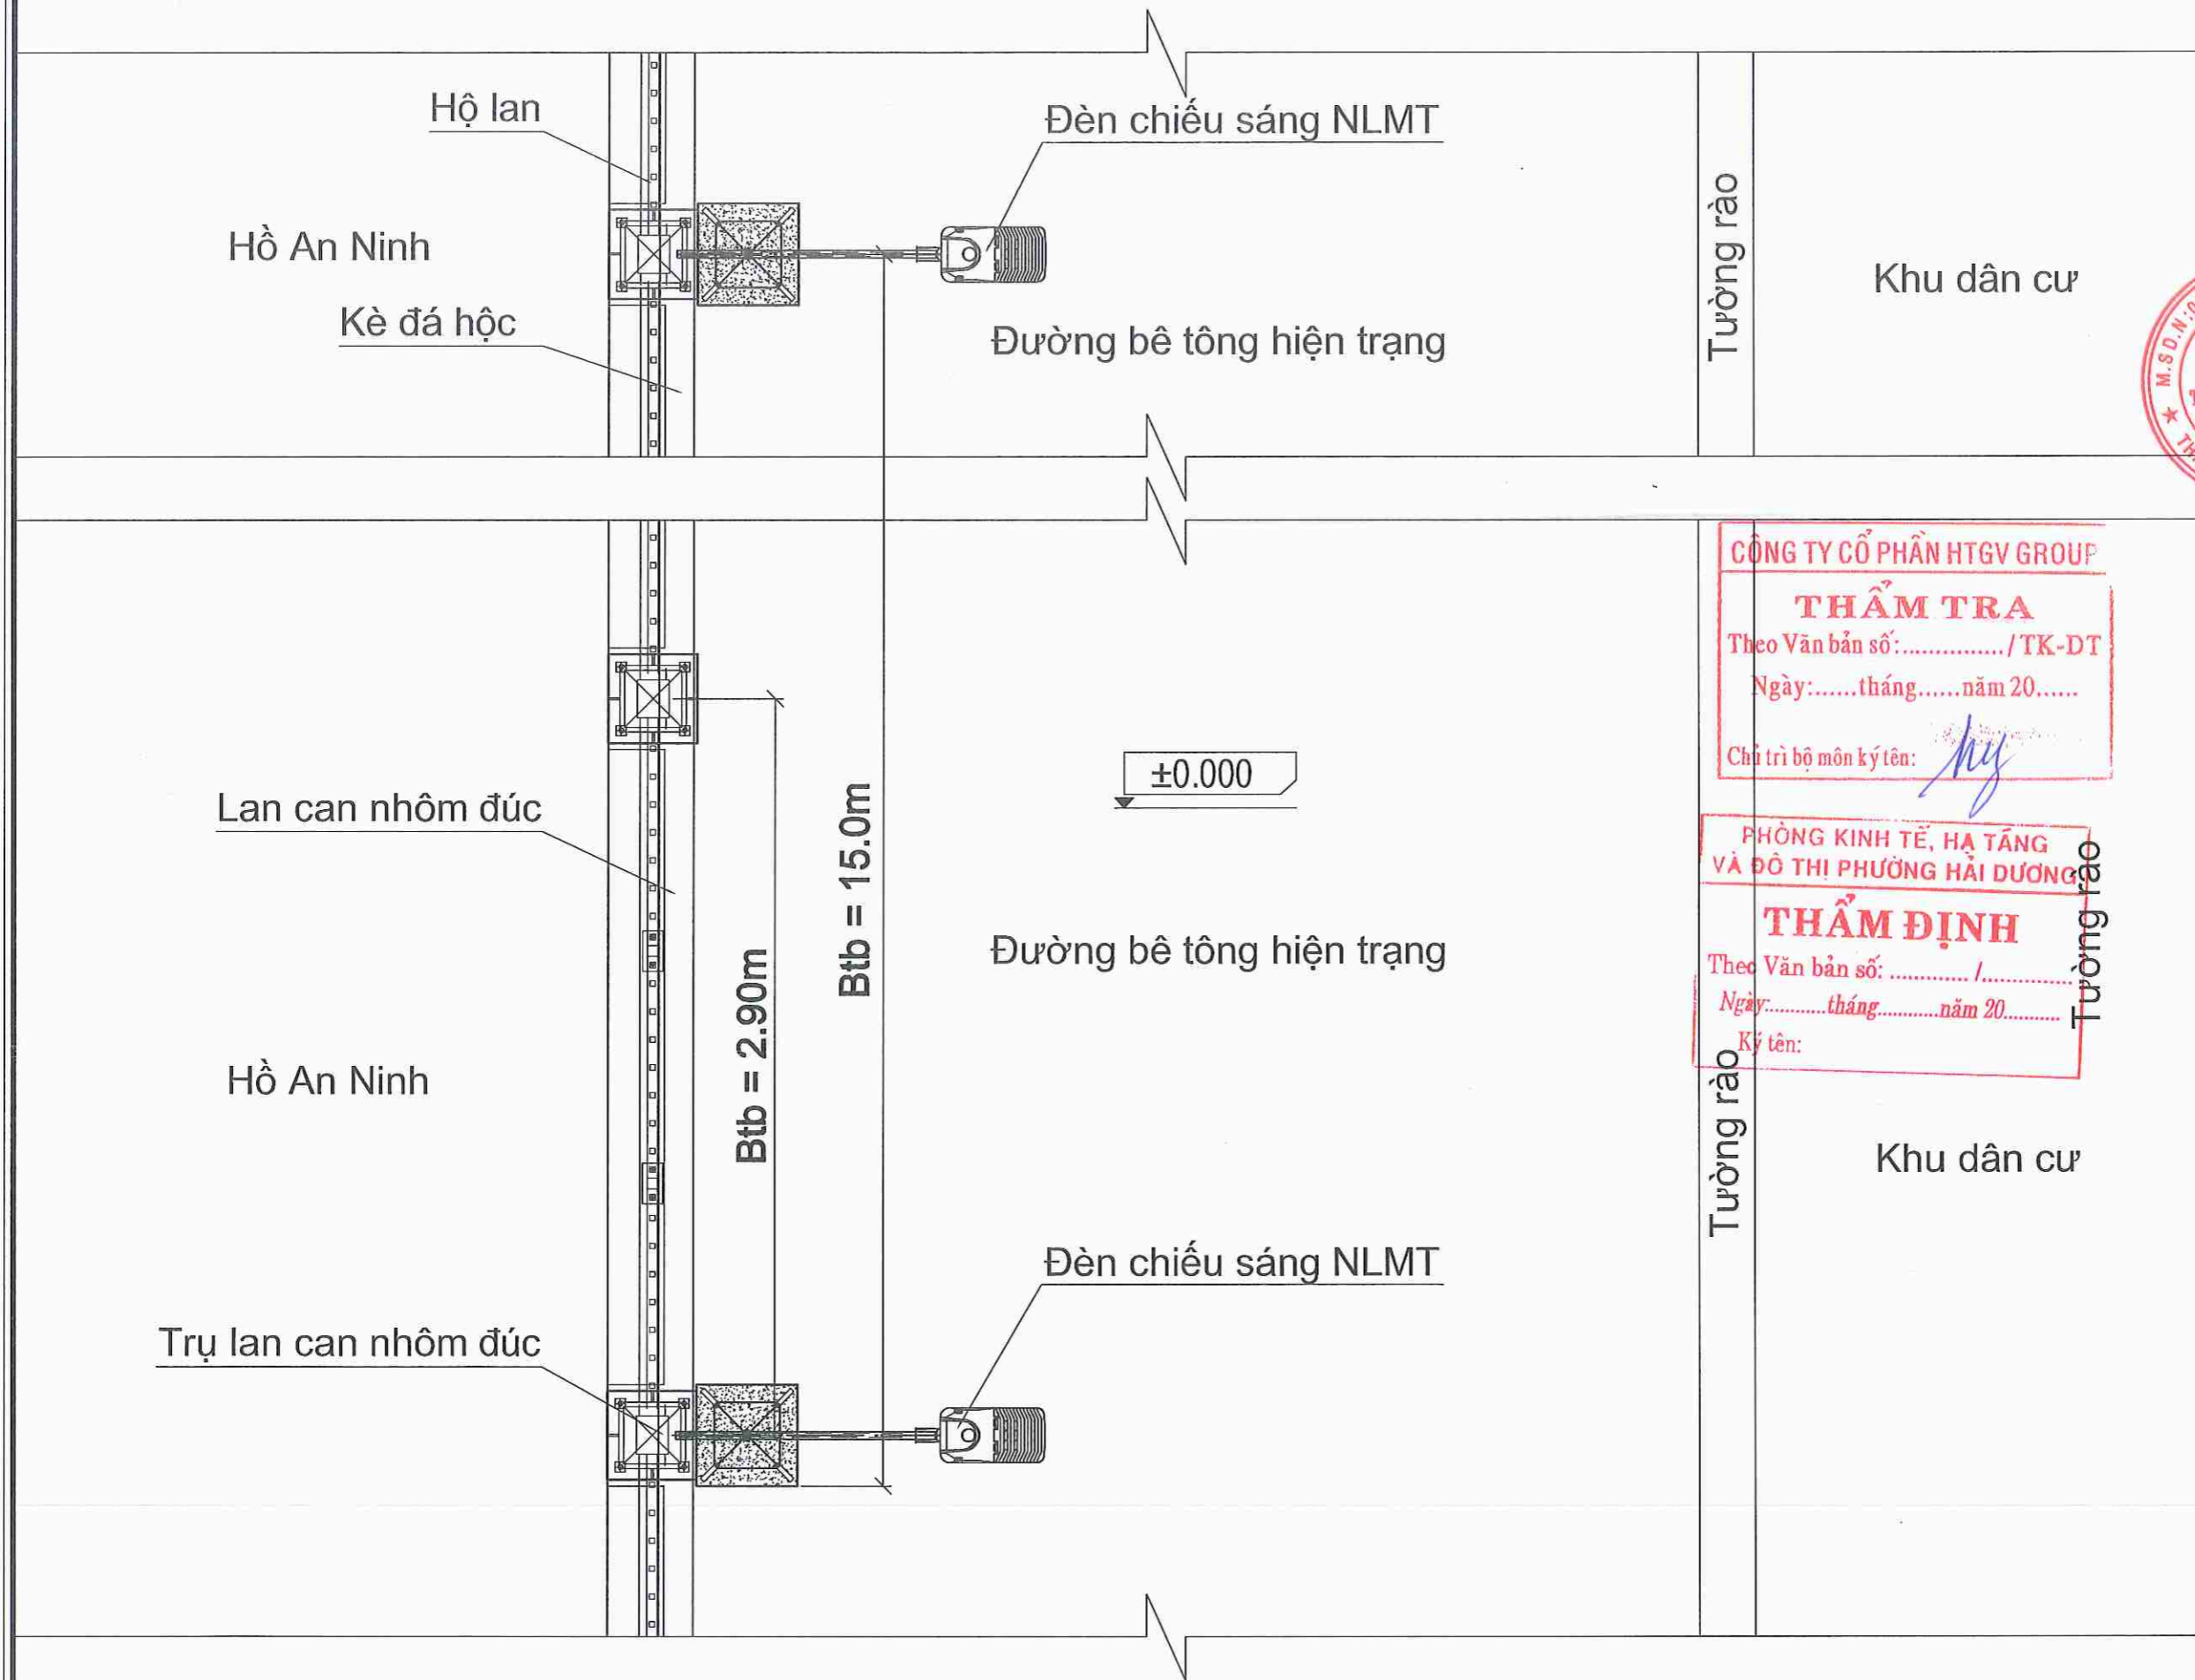 Hộ lan
Đèn chiếu sáng NLMT
Hồ An Ninh
Kè đá hộc
Đường bê tông hiện trạng
Tường rào
Khu dân cư
M.S.D.N:0
CÔNG TY CỔ PHẦN HTGV GROUP
THẨM TRA
Theo Văn bản số:.............../TK-DT
Ngày:......tháng......năm 20......
Chủ trì bộ môn ký tên:
Lan can nhôm đúc
±0.000
Btb = 15.0m
Btb = 2.90m
PHÒNG KINH TẾ, HẠ TẦNG
VÀ ĐÔ THỊ PHƯỜNG HẢI DƯƠNG
THẨM ĐỊNH
Theo Văn bản số: ............ /..............
Ngày:..........tháng..........năm 20.........
Ký tên:
Tường rào
Đường bê tông hiện trạng
Hồ An Ninh
Tường rào
Khu dân cư
Đèn chiếu sáng NLMT
Trụ lan can nhôm đúc